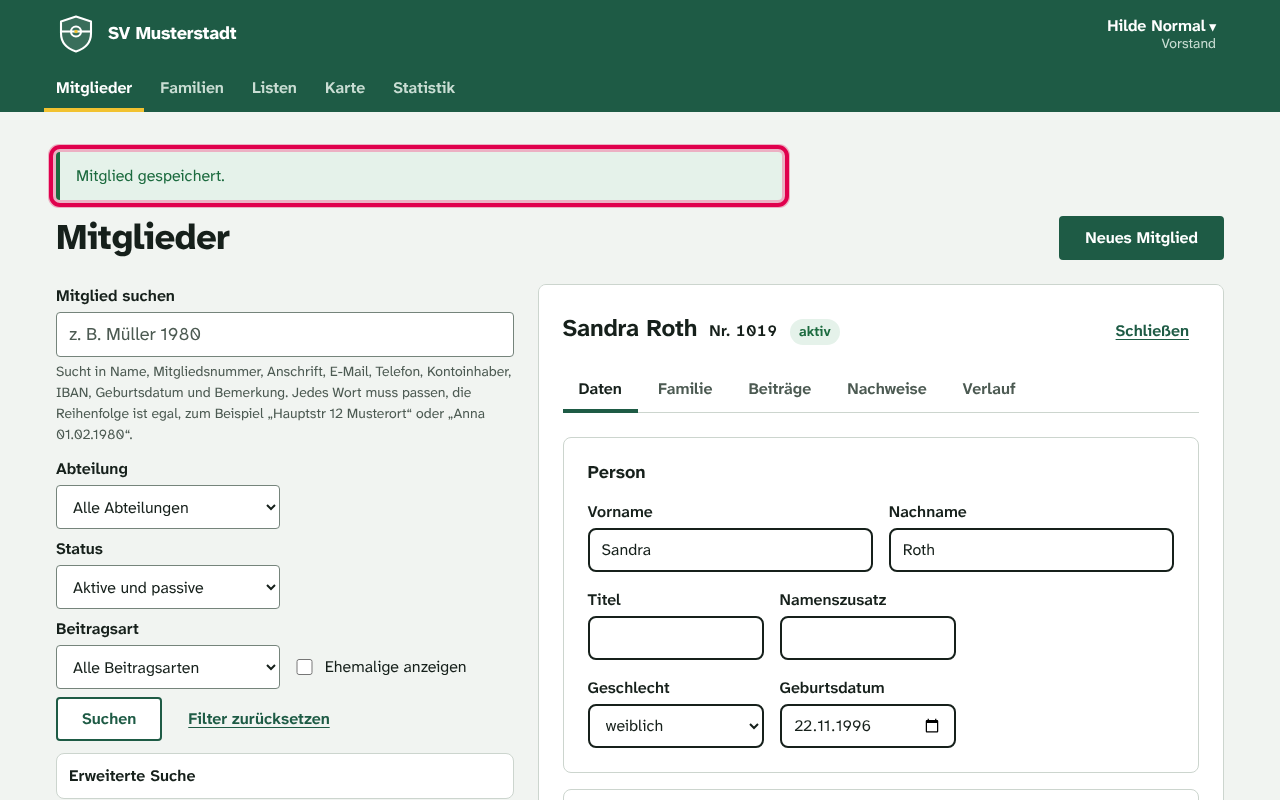 SV Musterstadt
Hilde Normal ▾
Vorstand
Mitglieder
Familien
Listen
Karte
Statistik
Mitglied gespeichert.
Mitglieder
Neues Mitglied
Mitglied suchen
z. B. Müller 1980
Sucht in Name, Mitgliedsnummer, Anschrift, E-Mail, Telefon, Kontoinhaber,
IBAN, Geburtsdatum und Bemerkung. Jedes Wort muss passen, die
Reihenfolge ist egal, zum Beispiel „Hauptstr 12 Musterort“ oder „Anna
01.02.1980“.
Abteilung
Alle Abteilungen
Status
Aktive und passive
Beitragsart
Alle Beitragsarten
Ehemalige anzeigen
Suchen
Filter zurücksetzen
Erweiterte Suche
Sandra Roth Nr. 1019 aktiv
Schließen
Daten
Familie
Beiträge
Nachweise
Verlauf
Person
Vorname
Nachname
Sandra
Roth
Titel
Namenszusatz
Geschlecht
Geburtsdatum
weiblich
22.11.1996